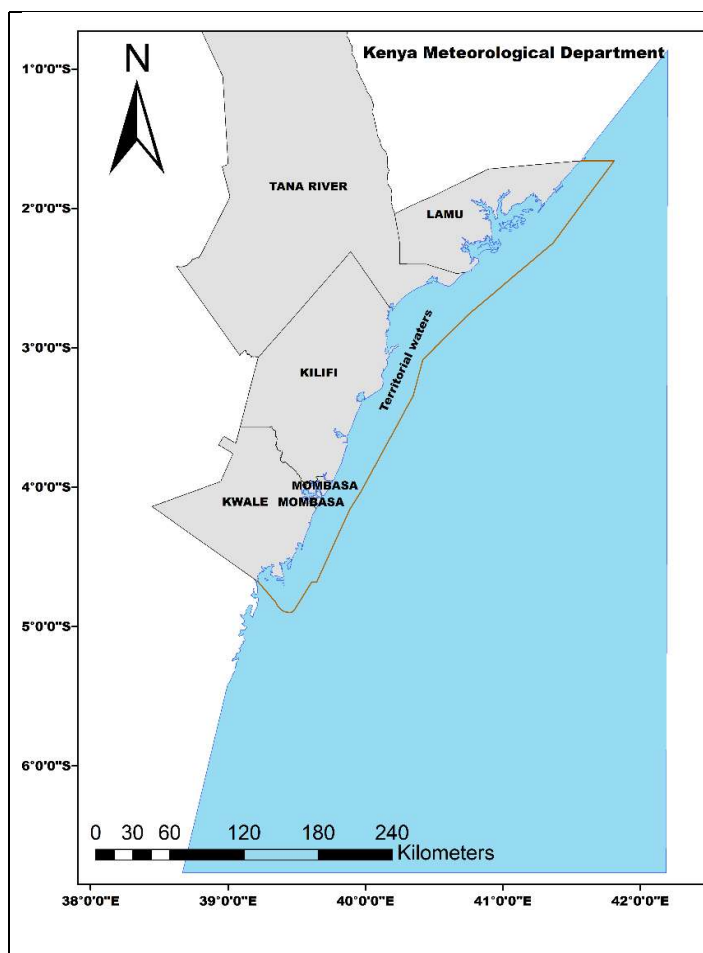 Kenya Meteorological Department
N
1°0'0"S
2°0'0"S
3°0'0"S
4°0'0"S
5°0'0"S
6°0'0"S
TANA RIVER
LAMU
KILIFI
Territorial waters
MOMBASA
KWALE MOMBASA
0 30 60 120 180 240
Kilometers
38°0'0"E 39°0'0"E 40°0'0"E 41°0'0"E 42°0'0"E